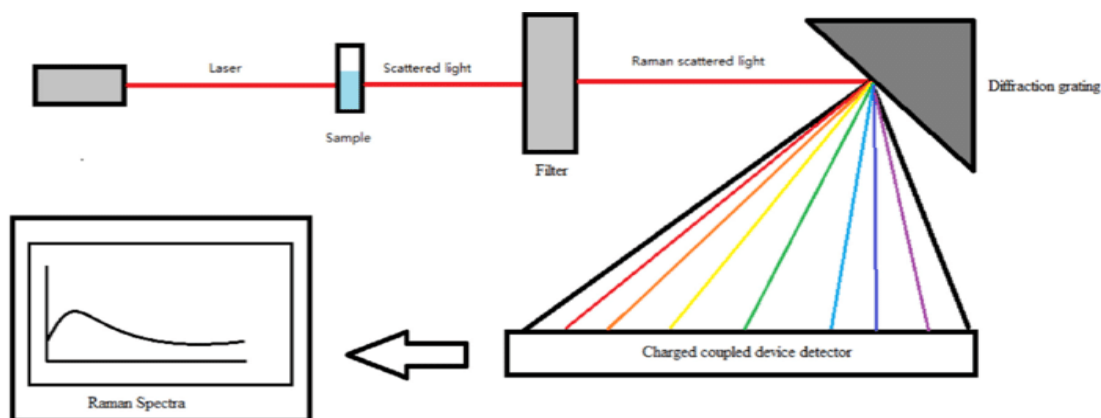 Laser
Scattered light
Raman scattered light
Diffraction grating
Sample
Filter
Charged coupled device detector
Raman Spectra